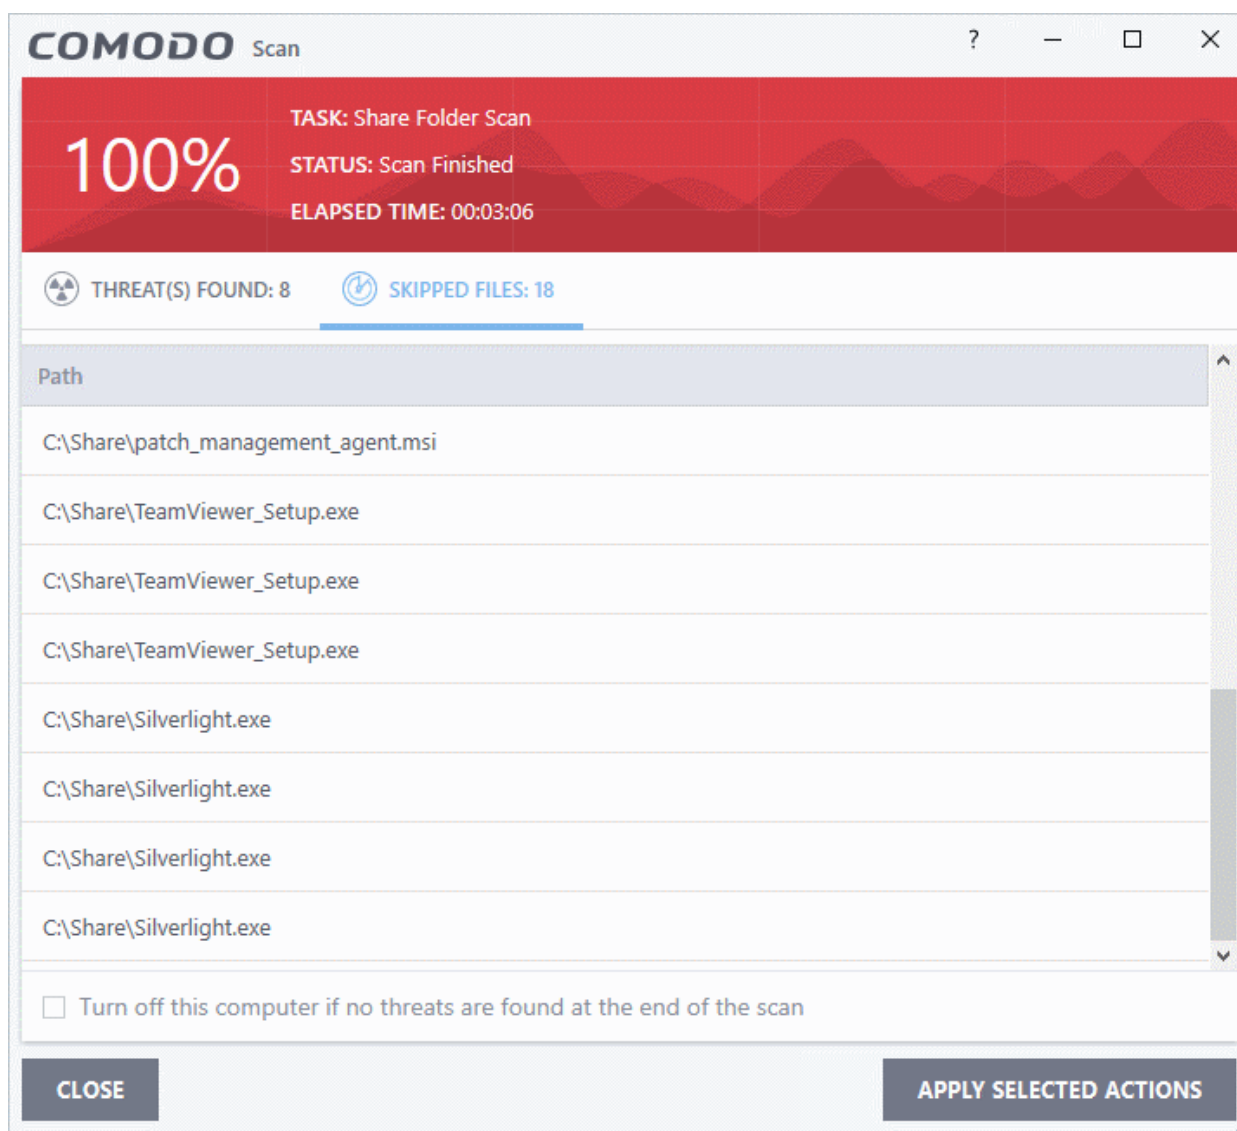 COMODO Scan ?
100%
TASK: Share Folder Scan
STATUS: Scan Finished
ELAPSED TIME: 00:03:06
THREAT(S) FOUND: 8 SKIPPED FILES: 18
Path
C:\Share\patch_management_agent.msi
C:\Share\TeamViewer_Setup.exe
C:\Share\TeamViewer_Setup.exe
C:\Share\TeamViewer_Setup.exe
C:\Share\Silverlight.exe
C:\Share\Silverlight.exe
C:\Share\Silverlight.exe
C:\Share\Silverlight.exe
Turn off this computer if no threats are found at the end of the scan
CLOSE APPLY SELECTED ACTIONS